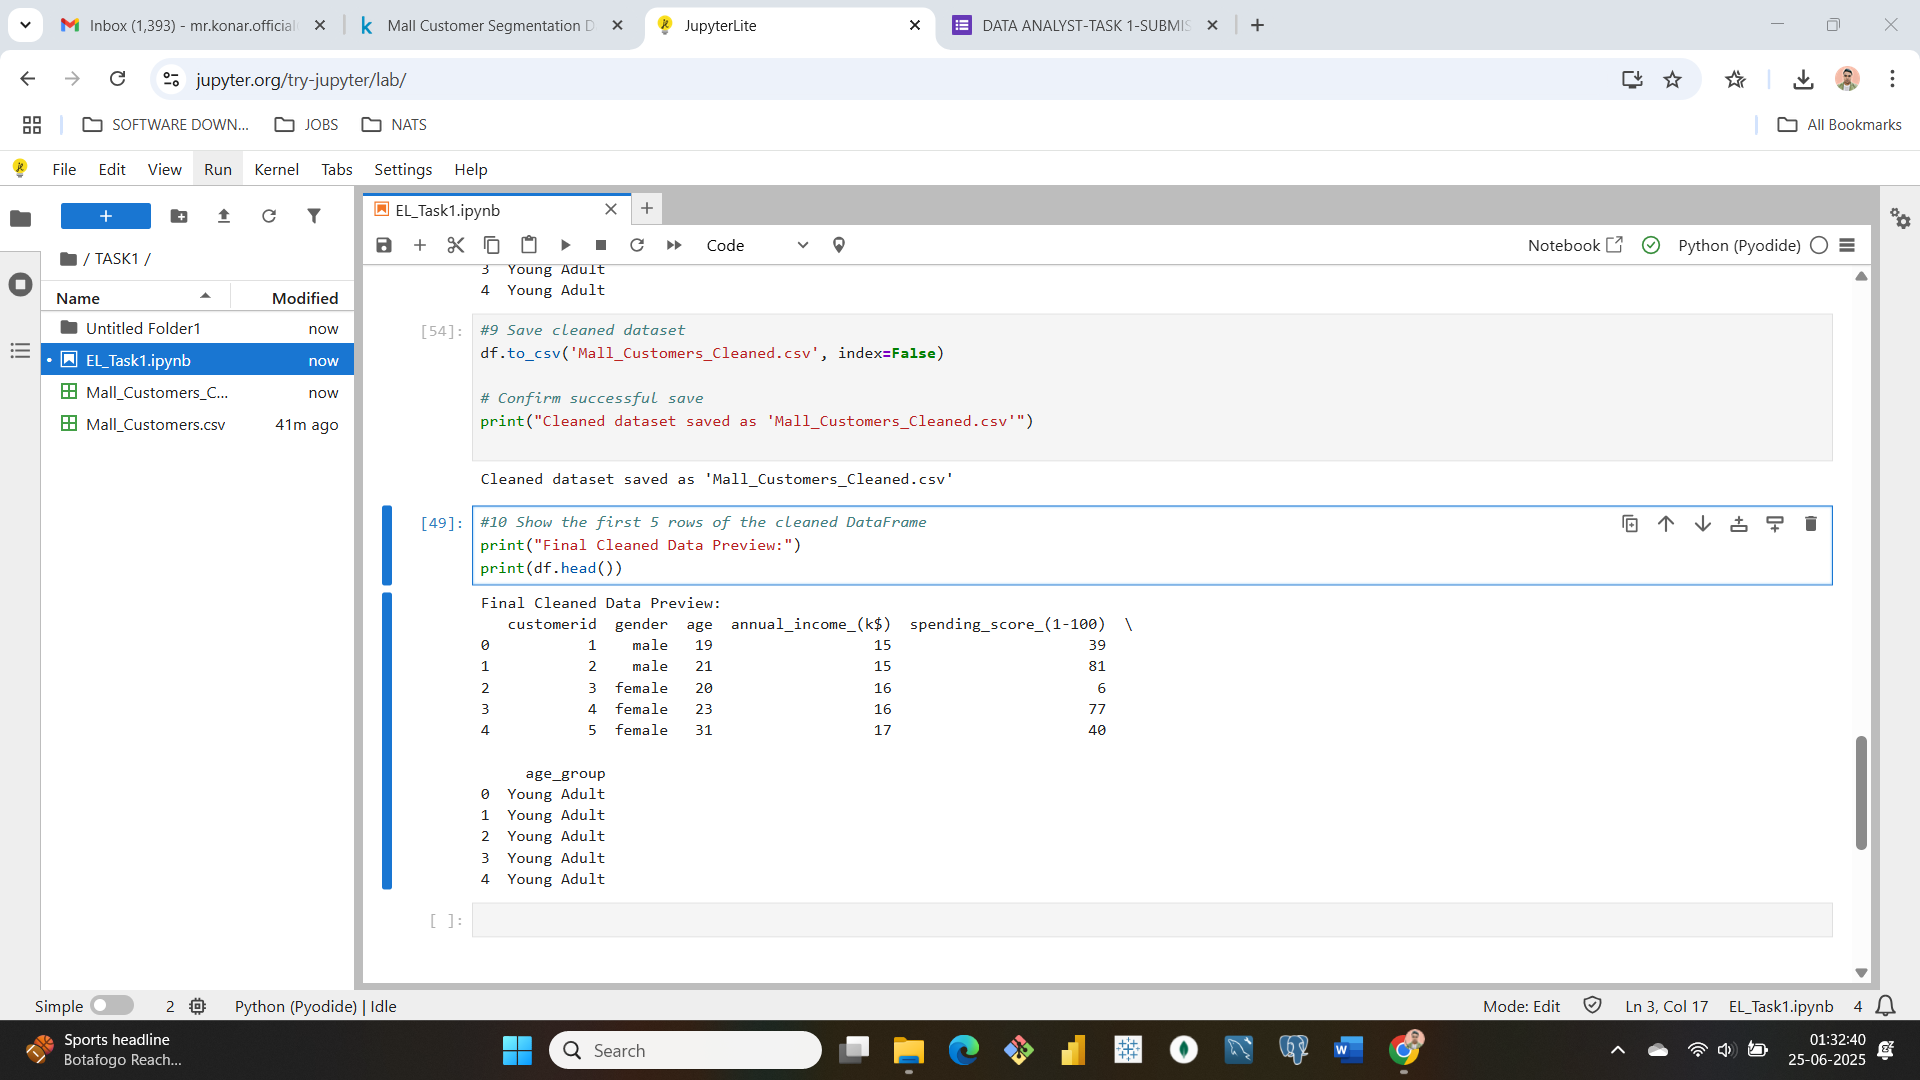 Inbox (1,393) - mr.konar.official
Mall Customer Segmentation D
JupyterLite
DATA ANALYST-TASK 1-SUBMIS
jupyter.org/try-jupyter/lab/
SOFTWARE DOWN...
JOBS
NATS
All Bookmarks
File Edit View Run Kernel Tabs Settings Help
EL_Task1.ipynb
Code
Notebook
Python (Pyodide)
/ TASK1 /
Name Modified
Untitled Folder1 now
EL_Task1.ipynb now
Mall_Customers_C... now
Mall_Customers.csv 41m ago
3 Young Adult
4 Young Adult
[54]:
#9 Save cleaned dataset
df.to_csv('Mall_Customers_Cleaned.csv', index=False)
# Confirm successful save
print("Cleaned dataset saved as 'Mall_Customers_Cleaned.csv'")
Cleaned dataset saved as 'Mall_Customers_Cleaned.csv'
[49]:
#10 Show the first 5 rows of the cleaned DataFrame
print("Final Cleaned Data Preview:")
print(df.head())
Final Cleaned Data Preview:
customerid gender age annual_income_(k$) spending_score_(1-100) \
0 1 male 19 15 39
1 2 male 21 15 81
2 3 female 20 16 6
3 4 female 23 16 77
4 5 female 31 17 40
age_group
0 Young Adult
1 Young Adult
2 Young Adult
3 Young Adult
4 Young Adult
[ ]:
Simple 2 Python (Pyodide) | Idle
Mode: Edit Ln 3, Col 17 EL_Task1.ipynb 4
Sports headline
Botafogo Reach...
Search
01:32:40
25-06-2025